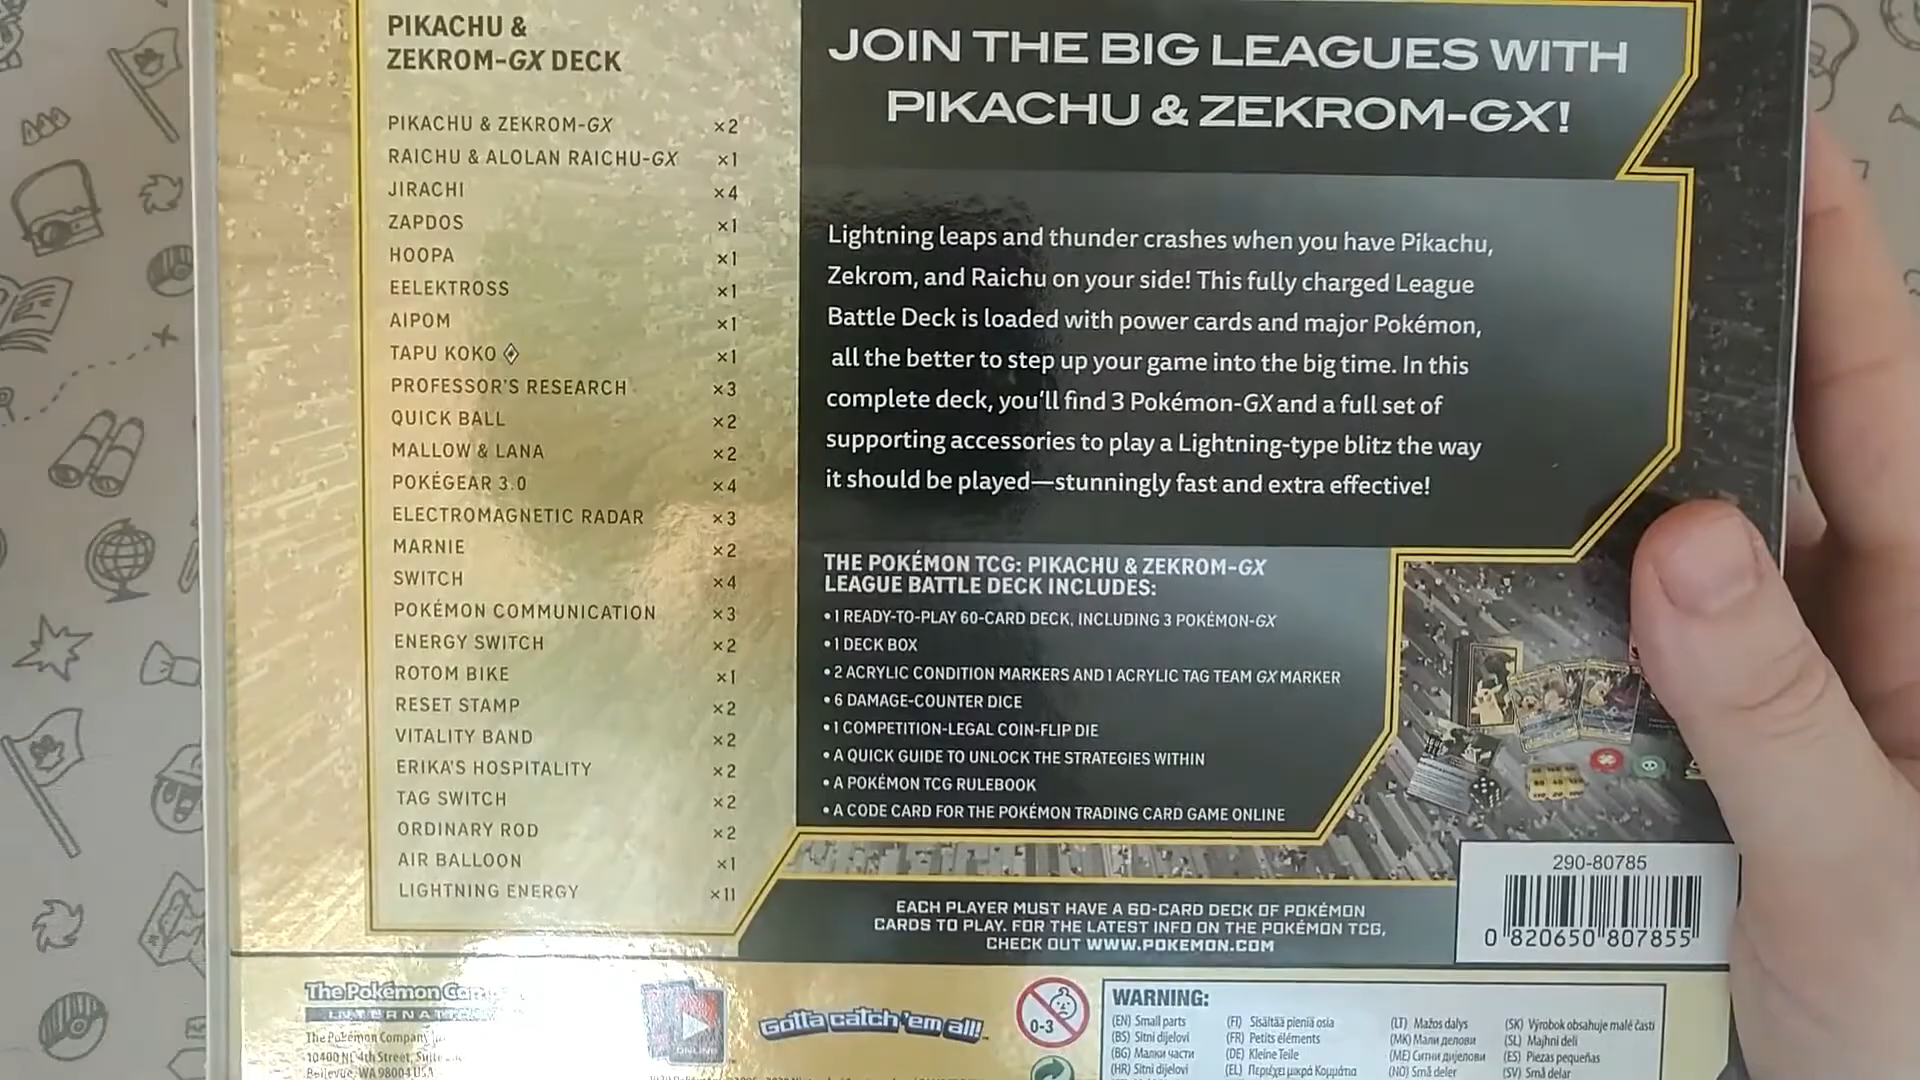 PIKACHU &
ZEKROM-GX DECK
PIKACHU & ZEKROM-GX ×2
RAICHU & ALOLAN RAICHU-GX ×1
JIRACHI ×4
ZAPDOS ×1
HOOPA ×1
EELEKTROSS ×1
AIPOM ×1
TAPU KOKO ×1
PROFESSOR'S RESEARCH ×3
QUICK BALL ×2
MALLOW & LANA ×2
POKÉGEAR 3.0 ×4
ELECTROMAGNETIC RADAR ×3
MARNIE ×2
SWITCH ×4
POKÉMON COMMUNICATION ×3
ENERGY SWITCH ×2
ROTOM BIKE ×1
RESET STAMP ×2
VITALITY BAND ×2
ERIKA'S HOSPITALITY ×2
TAG SWITCH ×2
ORDINARY ROD ×2
AIR BALLOON ×1
LIGHTNING ENERGY ×11
JOIN THE BIG LEAGUES WITH
PIKACHU & ZEKROM-GX!
Lightning leaps and thunder crashes when you have Pikachu,
Zekrom, and Raichu on your side! This fully charged League
Battle Deck is loaded with power cards and major Pokémon,
all the better to step up your game into the big time. In this
complete deck, you'll find 3 Pokémon-GX and a full set of
supporting accessories to play a Lightning-type blitz the way
it should be played—stunningly fast and extra effective!
THE POKÉMON TCG: PIKACHU & ZEKROM-GX
LEAGUE BATTLE DECK INCLUDES:
• 1 READY-TO-PLAY 60-CARD DECK, INCLUDING 3 POKÉMON-GX
• 1 DECK BOX
• 2 ACRYLIC CONDITION MARKERS AND 1 ACRYLIC TAG TEAM GX MARKER
• 6 DAMAGE-COUNTER DICE
• 1 COMPETITION-LEGAL COIN-FLIP DIE
• A QUICK GUIDE TO UNLOCK THE STRATEGIES WITHIN
• A POKÉMON TCG RULEBOOK
• A CODE CARD FOR THE POKÉMON TRADING CARD GAME ONLINE
EACH PLAYER MUST HAVE A 60-CARD DECK OF POKÉMON
CARDS TO PLAY. FOR THE LATEST INFO ON THE POKÉMON TCG,
CHECK OUT WWW.POKEMON.COM
290-80785
0 820650 807855
The Pokémon
The Pokémon Company
10400 NE 4th Street,
Bellevue, WA 98004 USA
ONLINE
Gotta catch 'em all!
0-3
WARNING:
(EN) Small parts
(BS) Sitni dijelovi
(BG) Малки части
(HR) Sitni dijelovi
(FI) Sisältää pieniä osia
(FR) Petits éléments
(DE) Kleine Teile
(EL) Περιέχει μικρά Κομμάτια
(LT) Mažos dalys
(MK) Мали делови
(ME) Ситни дијелови
(NO) Små deler
(SK) Výrobok obsahuje malé časti
(SL) Majhni deli
(ES) Piezas pequeñas
(SV) Små delar